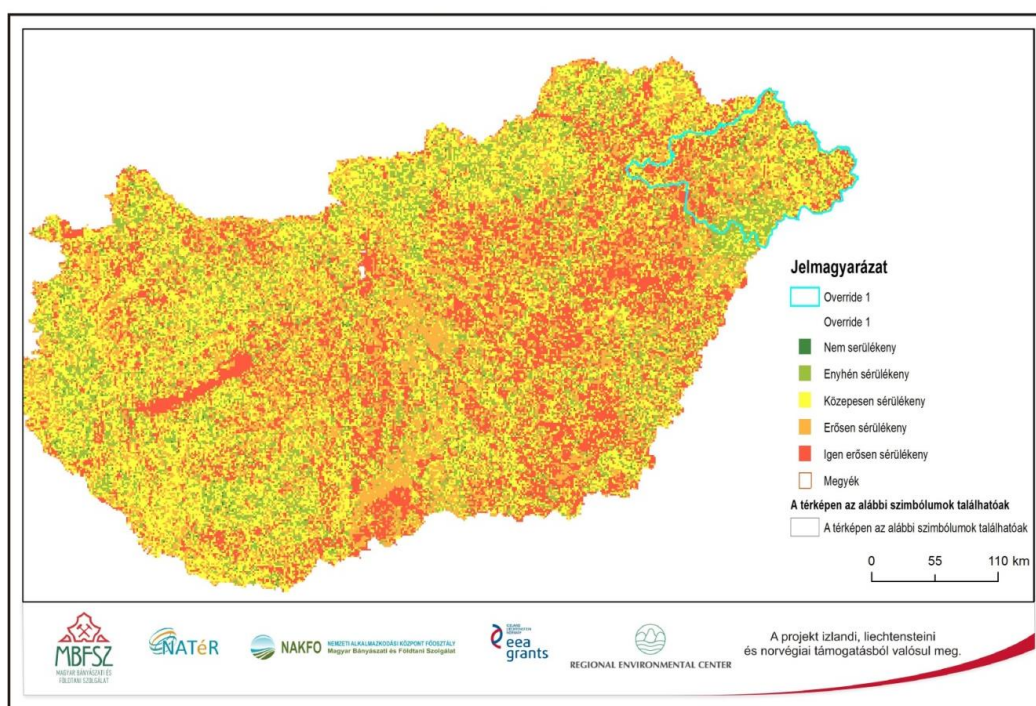 Jelmagyarázat
Override 1
Override 1
Nem serülékeny
Enyhén sérülékeny
Közepesen sérülékeny
Erősen sérülékeny
Igen erősen sérülékeny
Megyék
A térképen az alábbi szimbólumok találhatóak
A térképen az alábbi szimbólumok találhatóak
0 55 110 km
MBFSZ
MAGYAR BÁNYÁSZATI ÉS
FÖLDTANI SZOLGÁLAT
NATéR
NAKFO
NEMZETI ALKALMAZKODÁSI KÖZPONT FŐOSZTÁLY
Magyar Bányászati és Földtani Szolgálat
eea
grants
REGIONAL ENVIRONMENTAL CENTER
A projekt izlandi, liechtensteini
és norvégiai támogatásból valósul meg.